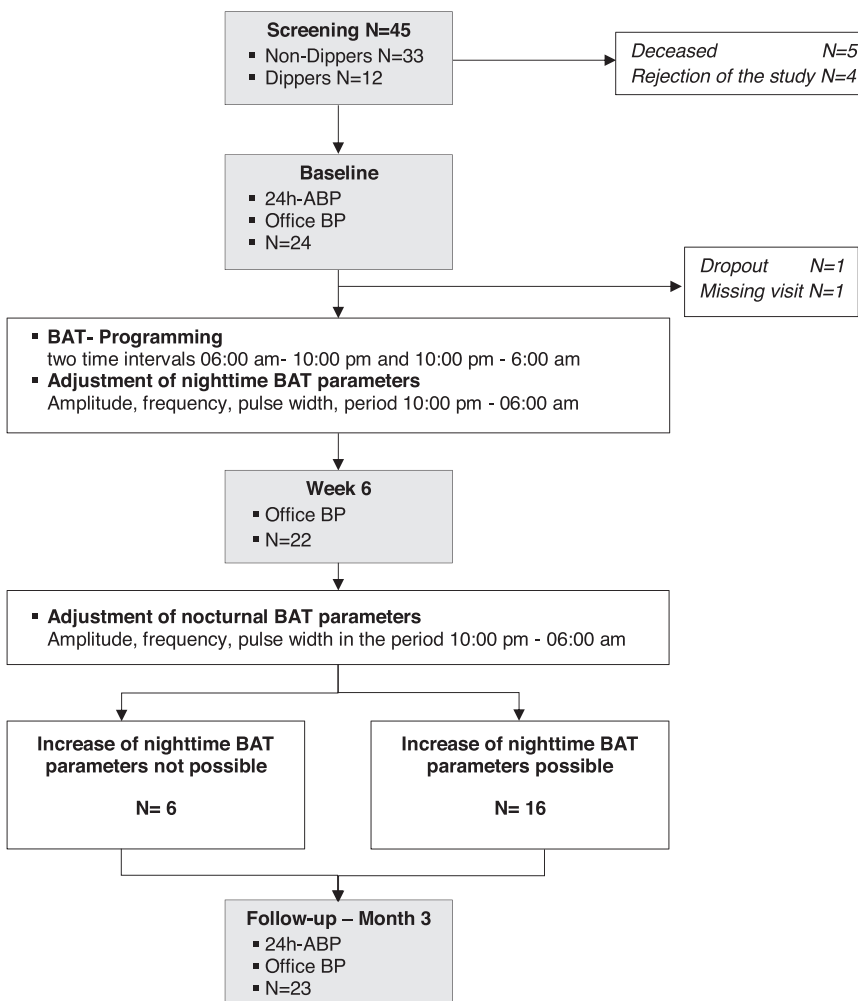 Screening N=45
▪ Non-Dippers N=33
▪ Dippers N=12
Deceased N=5
Rejection of the study N=4
Baseline
▪ 24h-ABP
▪ Office BP
▪ N=24
Dropout N=1
Missing visit N=1
▪ BAT- Programming
two time intervals 06:00 am- 10:00 pm and 10:00 pm - 6:00 am
▪ Adjustment of nighttime BAT parameters
Amplitude, frequency, pulse width, period 10:00 pm - 06:00 am
Week 6
▪ Office BP
▪ N=22
▪ Adjustment of nocturnal BAT parameters
Amplitude, frequency, pulse width in the period 10:00 pm - 06:00 am
Increase of nighttime BAT
parameters not possible
N= 6
Increase of nighttime BAT
parameters possible
N= 16
Follow-up – Month 3
▪ 24h-ABP
▪ Office BP
▪ N=23